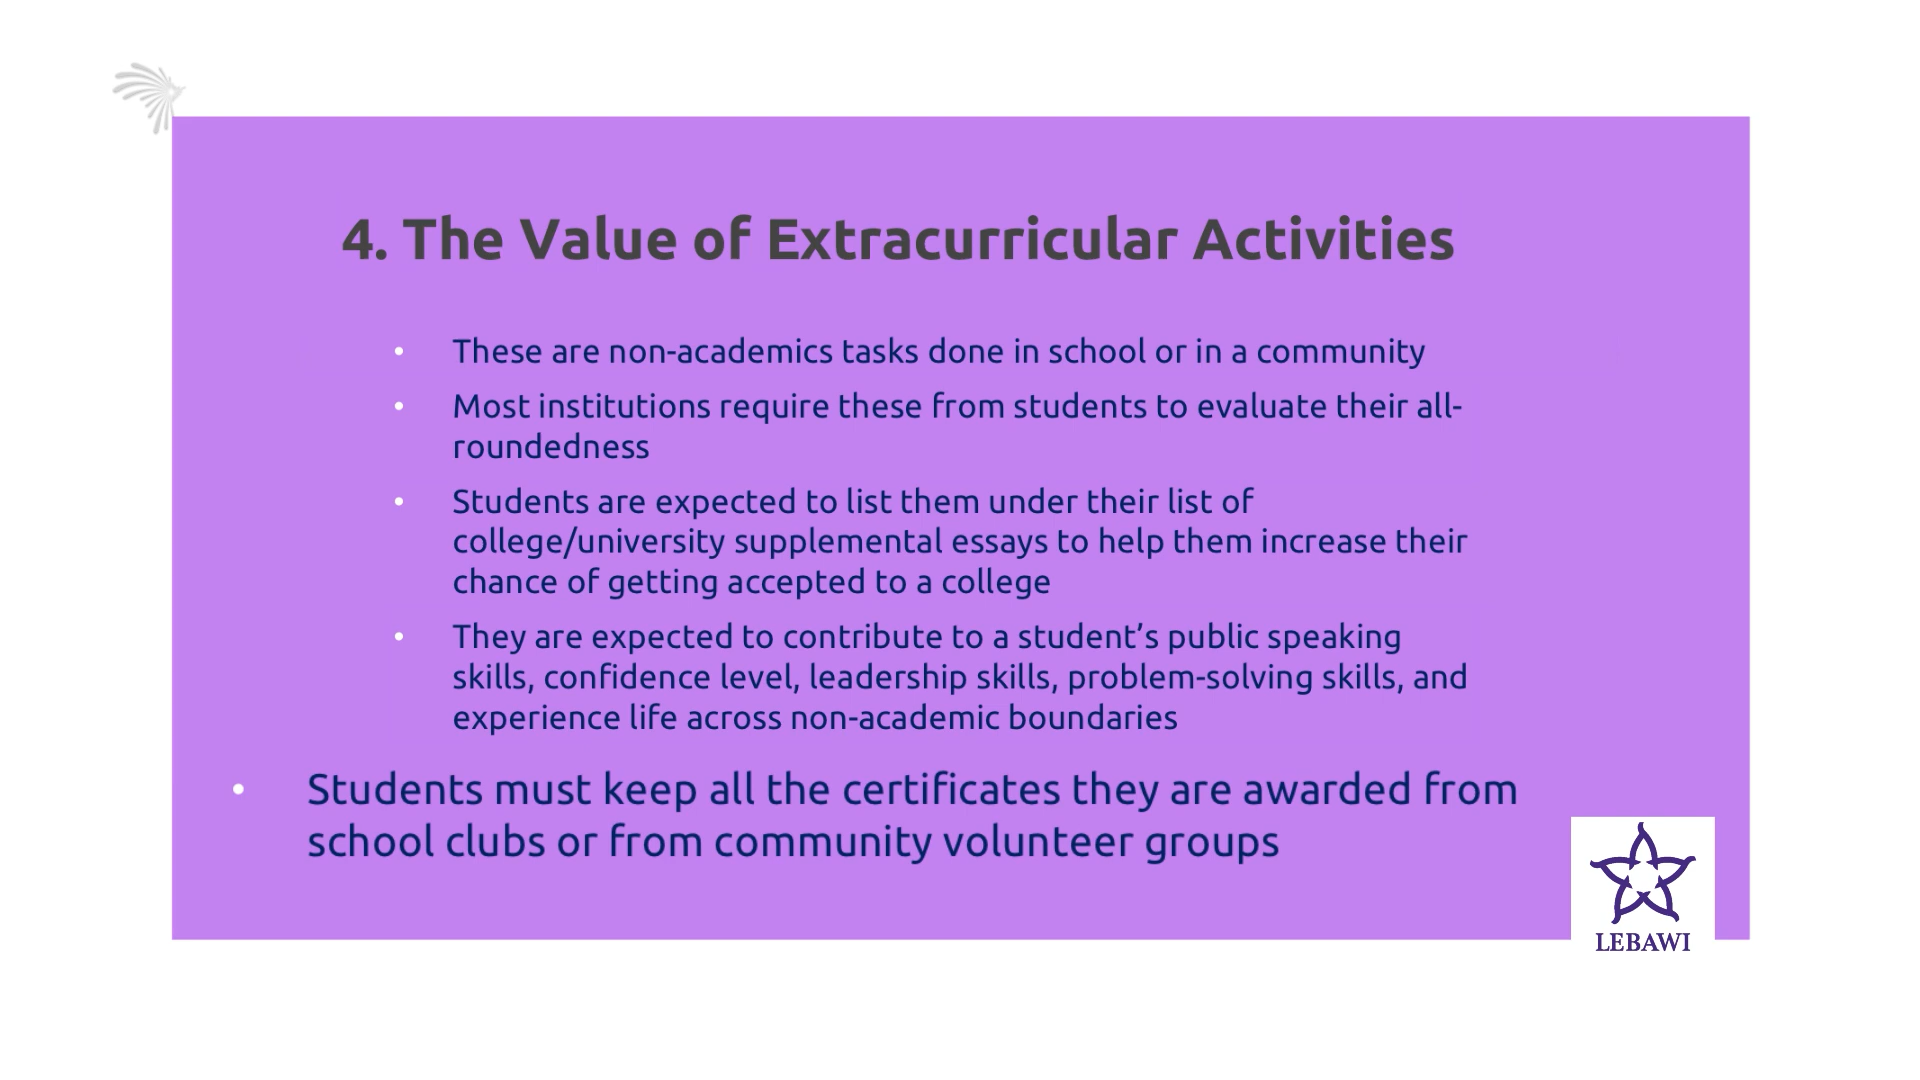 4. The Value of Extracurricular Activities
• These are non-academics tasks done in school or in a community
• Most institutions require these from students to evaluate their all-
roundedness
• Students are expected to list them under their list of
college/university supplemental essays to help them increase their
chance of getting accepted to a college
• They are expected to contribute to a student’s public speaking
skills, confidence level, leadership skills, problem-solving skills, and
experience life across non-academic boundaries
• Students must keep all the certificates they are awarded from
school clubs or from community volunteer groups
LEBAWI